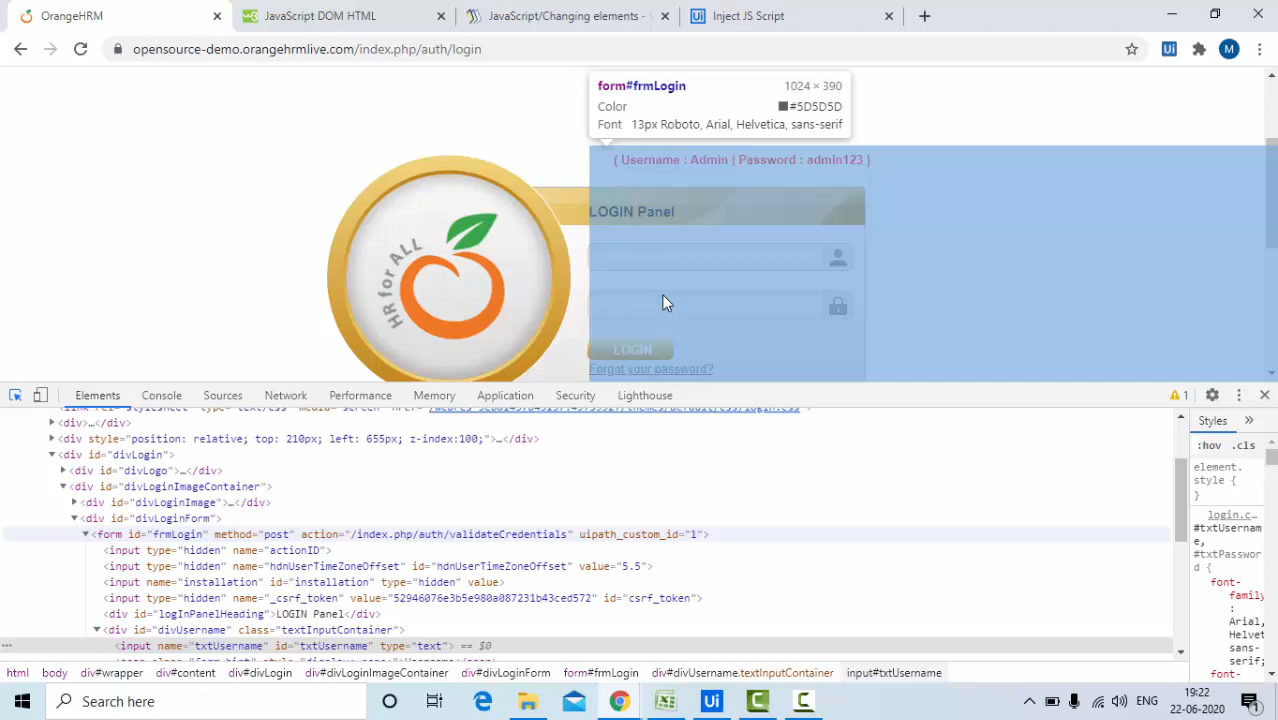 OrangeHRM
JavaScript DOM HTML
JavaScript/Changing elements -
Inject JS Script
opensource-demo.orangehrmlive.com/index.php/auth/login
M
form#frmLogin 1024 × 390
Color #5D5D5D
Font 13px Roboto, Arial, Helvetica, sans-serif
( Username : Admin | Password : admin123 )
LOGIN Panel
HR for ALL
LOGIN
Forgot your password?
Elements Console Sources Network Performance Memory Application Security Lighthouse 1
<div>…</div>
<div style="position: relative; top: 210px; left: 655px; z-index:100;">…</div>
<div id="divLogin">
<div id="divLogo">…</div>
<div id="divLoginImageContainer">
<div id="divLoginImage">…</div>
<div id="divLoginForm">
<form id="frmLogin" method="post" action="/index.php/auth/validateCredentials" uipath_custom_id="1">
<input type="hidden" name="actionID">
<input type="hidden" name="hdnUserTimeZoneOffset" id="hdnUserTimeZoneOffset" value="5.5">
<input name="installation" id="installation" type="hidden" value>
<input type="hidden" name="_csrf_token" value="52946076e3b5e980a087231b43ced572" id="csrf_token">
<div id="logInPanelHeading">LOGIN Panel</div>
<div id="divUsername" class="textInputContainer">
<input name="txtUsername" id="txtUsername" type="text"> == $0
Styles
:hov .cls
element.
style {
}
login.c…
#txtUsername
,
#txtPasswor
d {
font-
family
:
Arial,
Helvet
sans-
serif;
html body div#wrapper div#content div#divLogin div#divLoginImageContainer div#divLoginForm form#frmLogin div#divUsername.textInputContainer input#txtUsername
Search here
ENG
19:22
22-06-2020
1